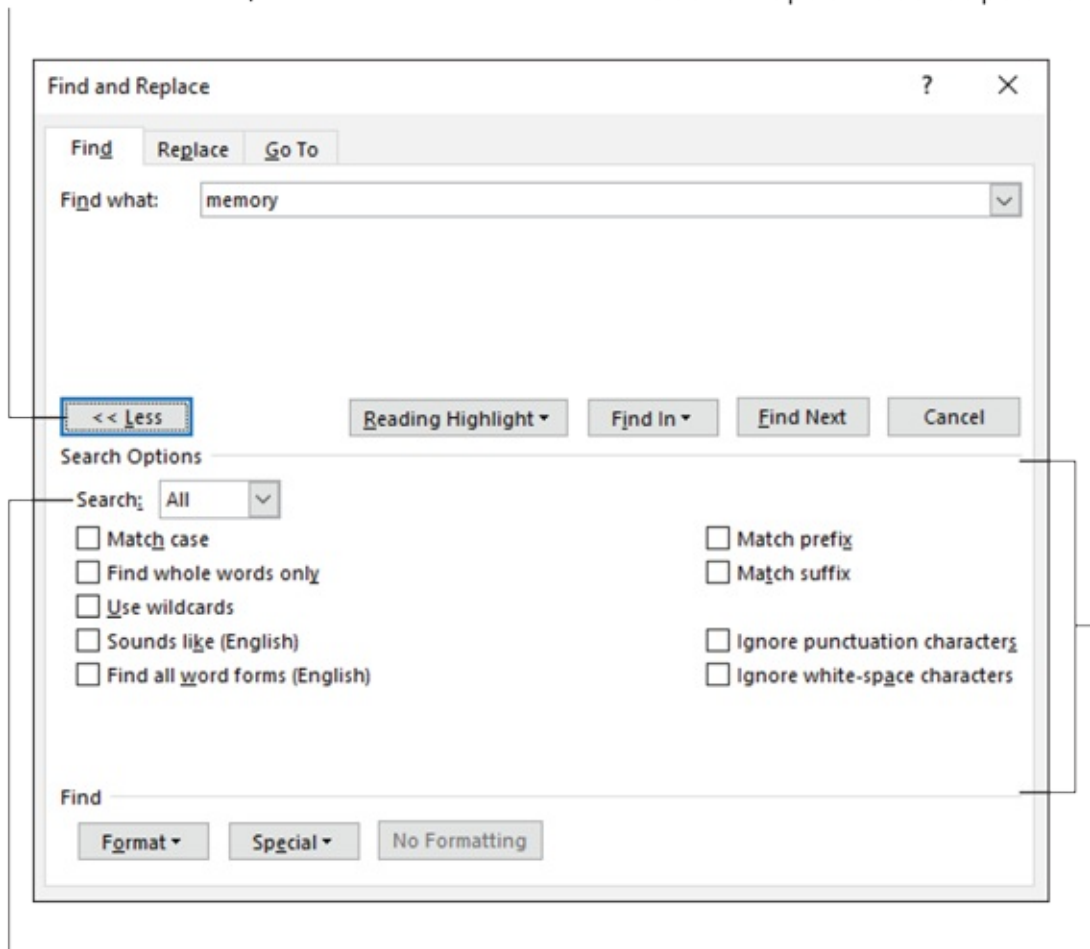 Find and Replace ?
Find Replace Go To
Find what: memory
<< Less Reading Highlight Find In Find Next Cancel
Search Options
Search: All
Match case Match prefix
Find whole words only Match suffix
Use wildcards
Sounds like (English) Ignore punctuation characters
Find all word forms (English) Ignore white-space characters
Find
Format Special No Formatting